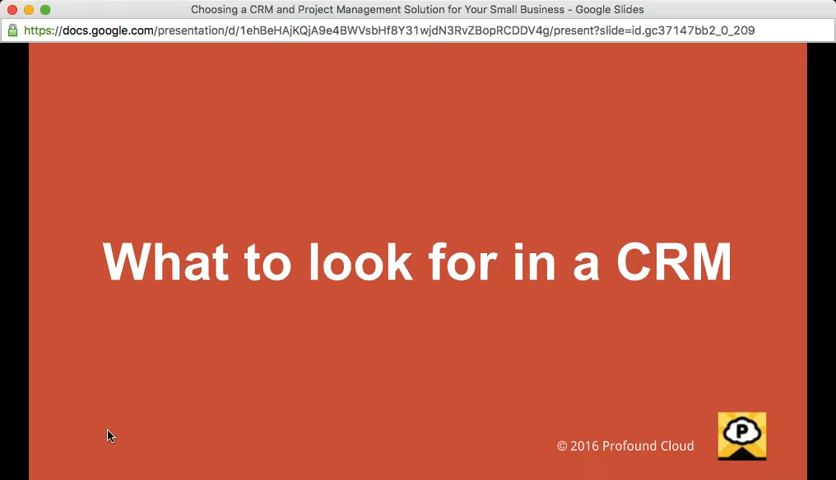 Choosing a CRM and Project Management Solution for Your Small Business - Google Slides
https://docs.google.com/presentation/d/1ehBeHAjKQjA9e4BWVsbHf8Y31wjdN3RvZBopRCDDV4g/present?slide=id.gc37147bb2_0_209
What to look for in a CRM
© 2016 Profound Cloud
P